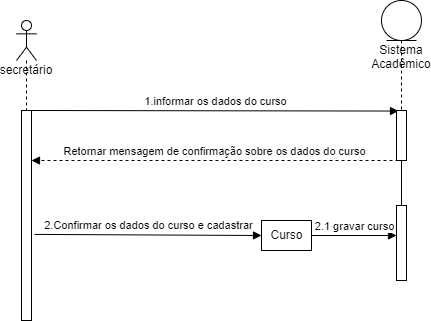 secretário
Sistema
Acadêmico
1.informar os dados do curso
Retornar mensagem de confirmação sobre os dados do curso
2.Confirmar os dados do curso e cadastrar
Curso
2.1 gravar curso